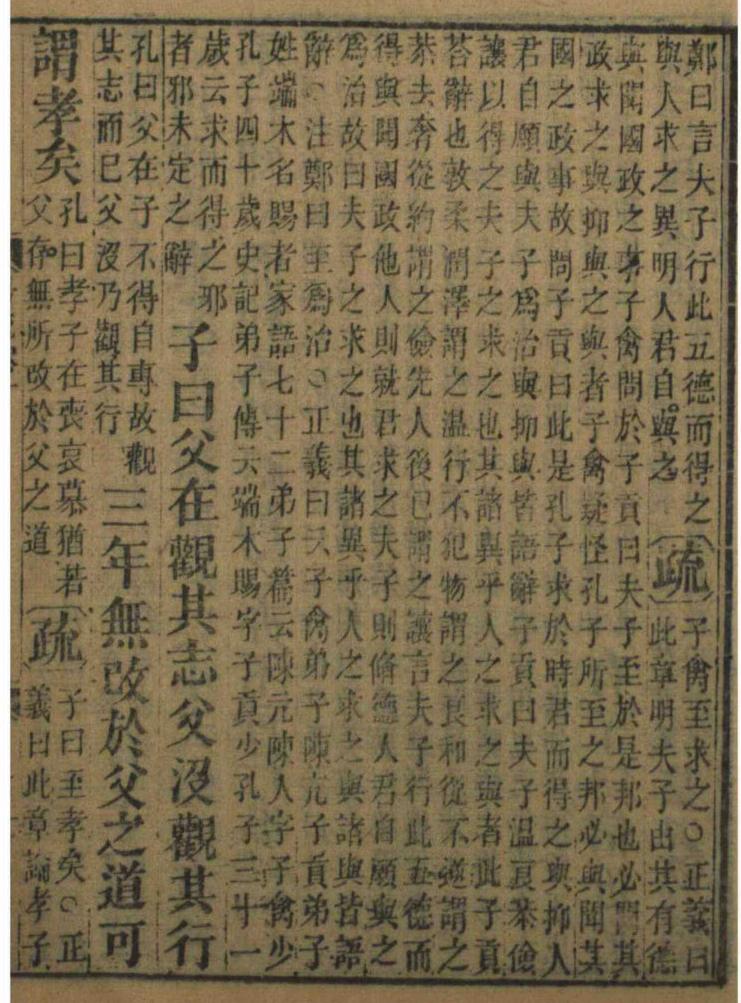 鄭曰言夫子行此五德而得之
與人求之異明人君自與之
疏
子禽至求之○正義曰
此章明夫子由其有德
與聞國政之事子禽問於子貢曰夫子至於是邦也必聞其
政求之與抑與之與者子禽疑怪孔子所至之邦必與聞其
國之政事故問子貢曰此是孔子求於時君而得之與抑人
君自願與夫子爲治與抑與皆語辭子貢曰夫子温良恭儉
讓以得之夫子之求之也其諸異乎人之求之與者此子貢
荅辭也敦柔潤澤謂之温行不犯物謂之良和從不逆謂之
恭去奢從約謂之儉先人後已謂之讓言夫子行此五德而
得與聞國政他人則就君求之夫子則脩德人君自願與之
爲治故曰夫子之求之也其諸異乎人之求之與諸與皆語
辭○注鄭曰至爲治○正義曰云子禽弟子陳亢子貢弟子
姓端木名賜者家語七十二弟子篇云陳亢陳人字子禽少
孔子四十歲史記弟子傳云端木賜字子貢少孔子三十一
歲云求而得之邪
者邪未定之辭
子曰父在觀其志父沒觀其行
孔曰父在子不得自專故觀
其志而已父沒乃觀其行
三年無改於父之道可
謂孝矣
孔曰孝子在喪哀慕猶若
父存無所改於父之道
疏
子曰至孝矣○正
義曰此章論孝子